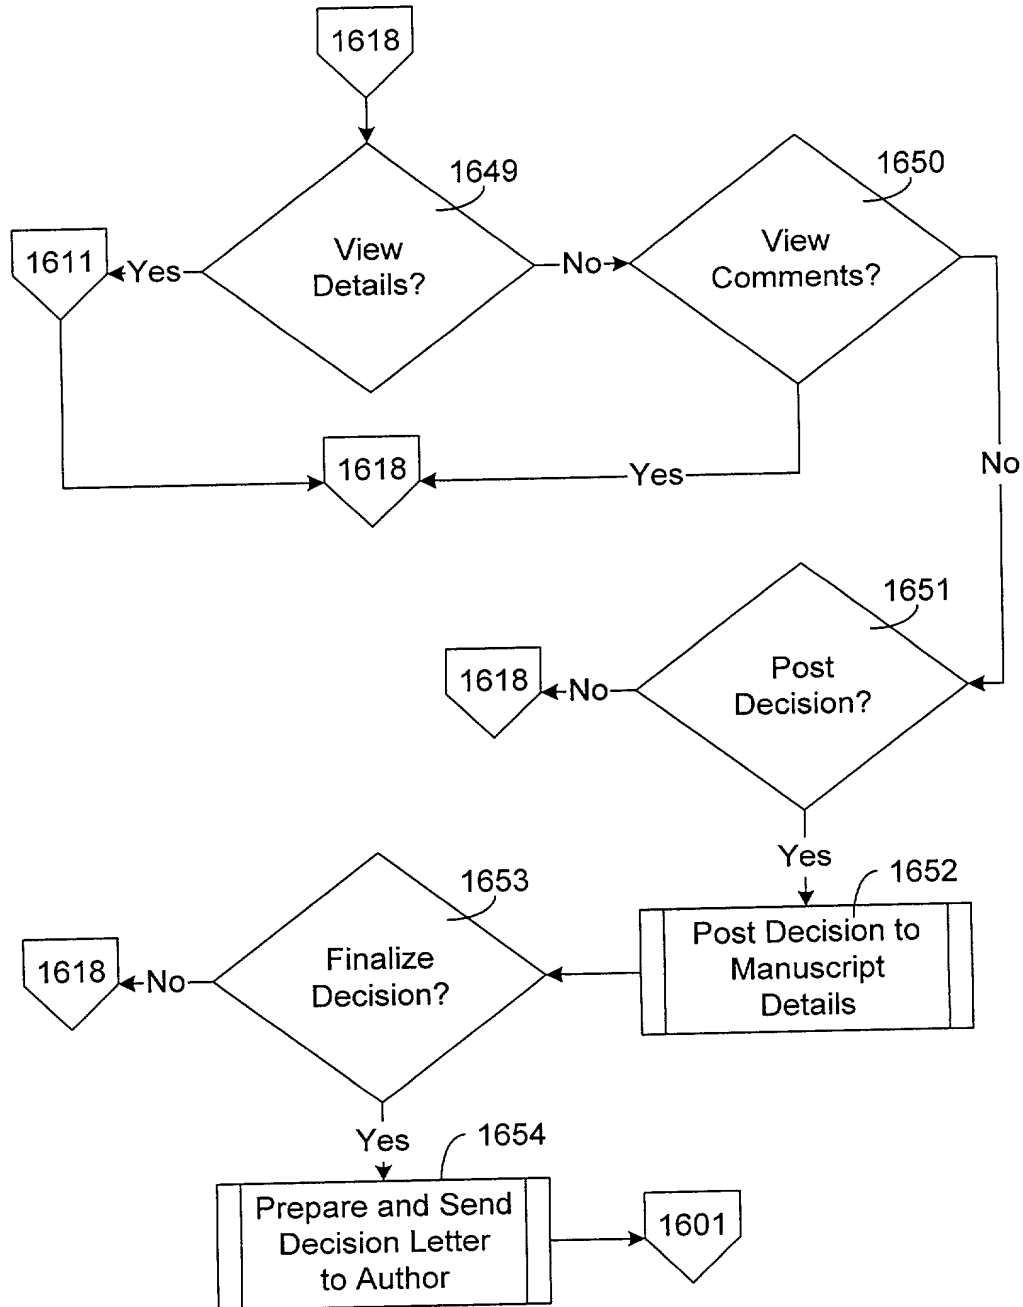 1618
1649
View
Details?
1650
View
Comments?
1611
Yes
No
No
1618
Yes
1651
Post
Decision?
1618
No
Yes
1652
Post Decision to
Manuscript
Details
1653
Finalize
Decision?
1618
No
Yes
1654
Prepare and Send
Decision Letter
to Author
1601